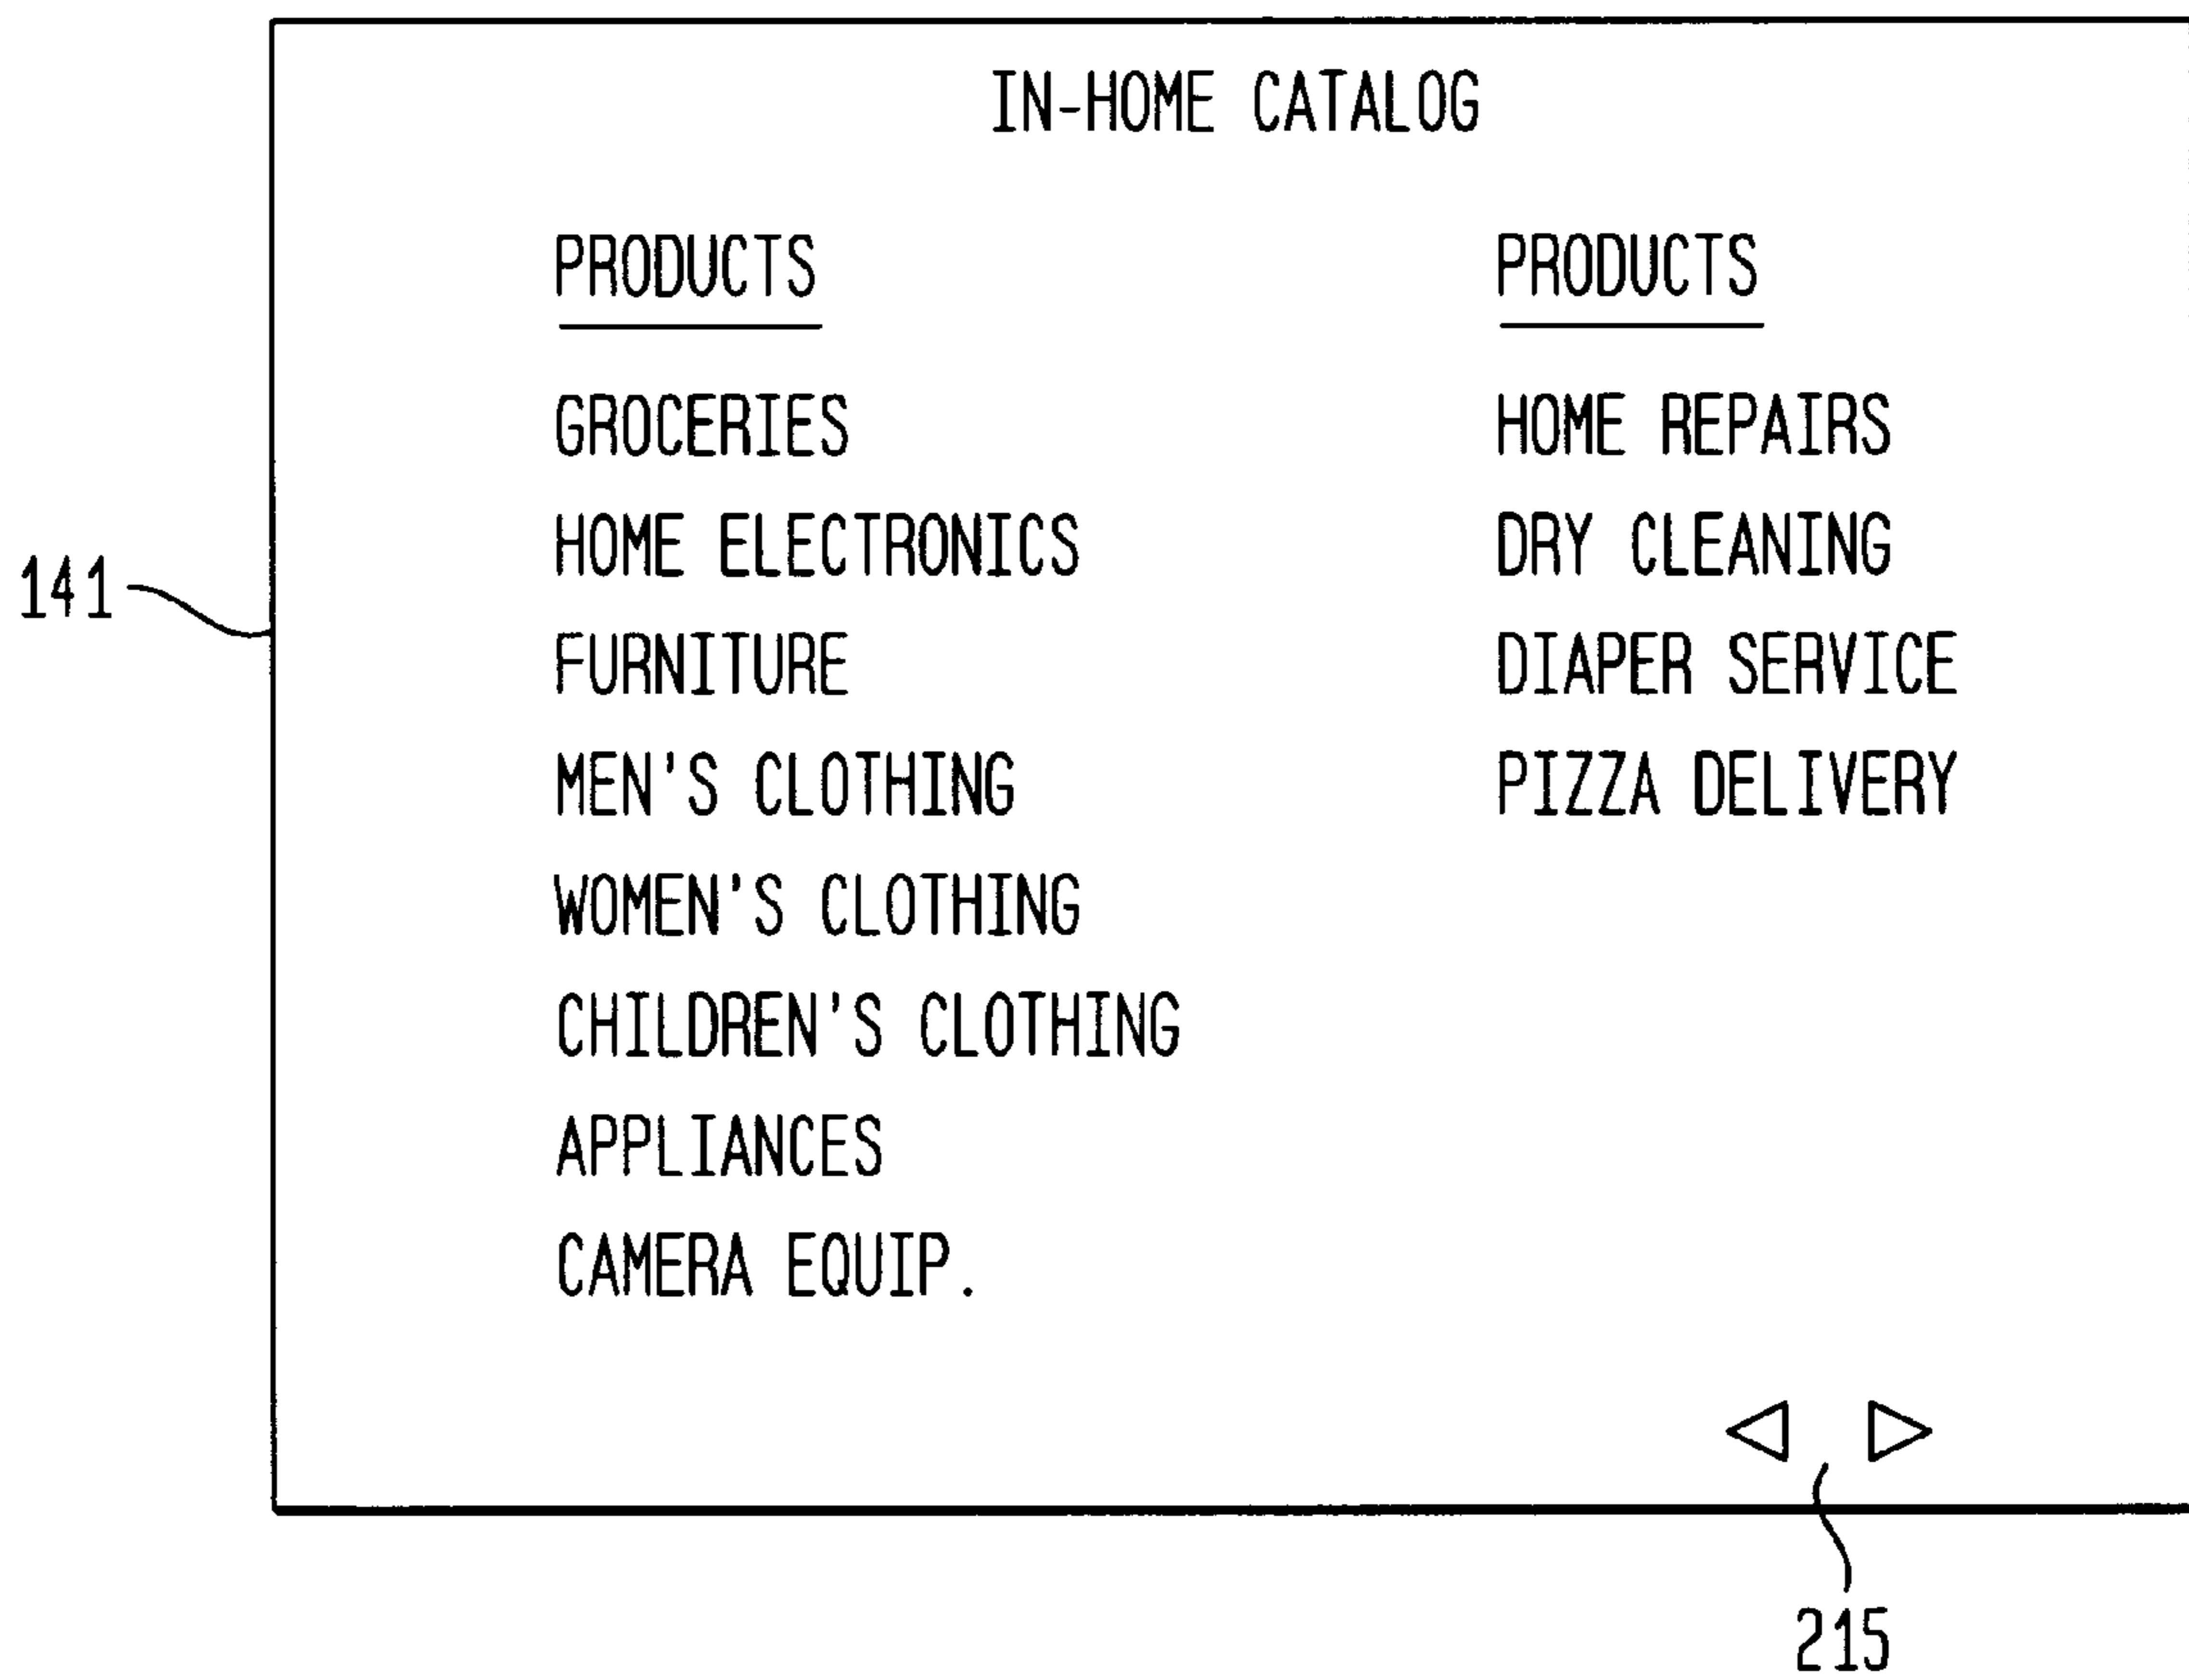 IN-HOME CATALOG
PRODUCTS
GROCERIES
HOME ELECTRONICS
FURNITURE
MEN'S CLOTHING
WOMEN'S CLOTHING
CHILDREN'S CLOTHING
APPLIANCES
CAMERA EQUIP.
PRODUCTS
HOME REPAIRS
DRY CLEANING
DIAPER SERVICE
PIZZA DELIVERY
141
215